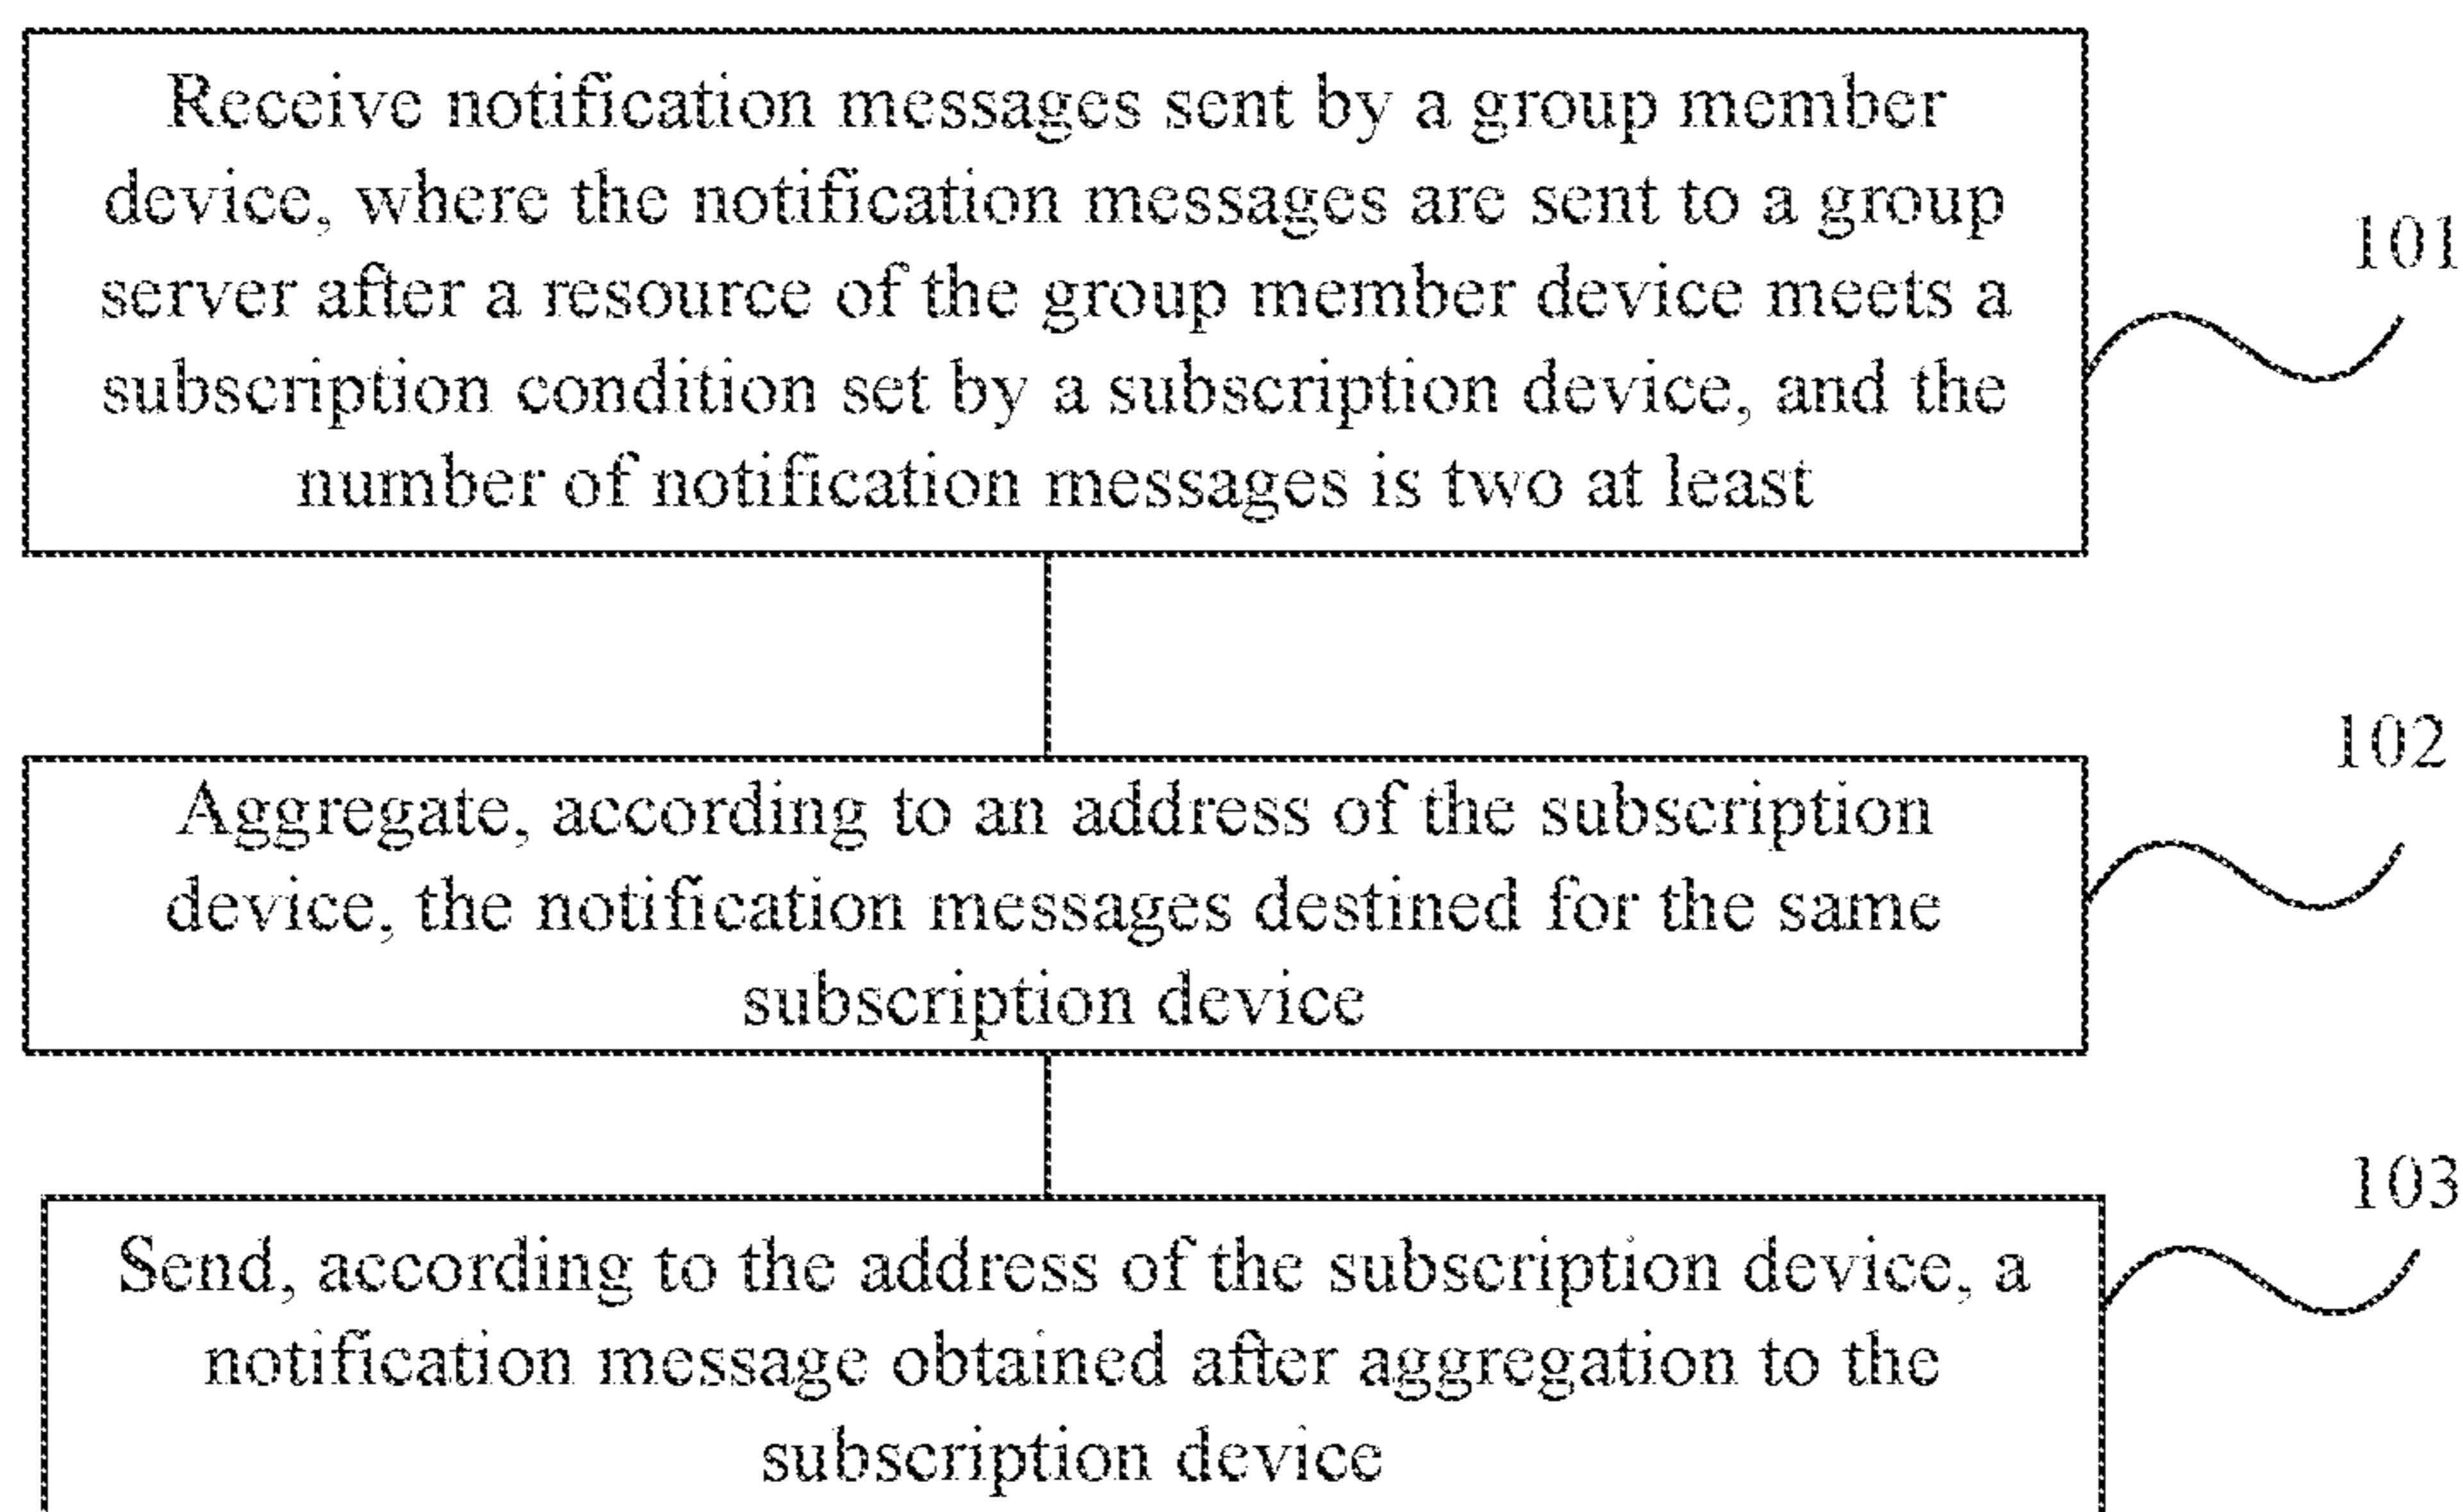 Receive notification messages sent by a group member
device, where the notification messages are sent to a group
server after a resource of the group member device meets a
subscription condition set by a subscription device, and the
number of notification messages is two at least
101
Aggregate, according to an address of the subscription
device, the notification messages destined for the same
subscription device
102
Send, according to the address of the subscription device, a
notification message obtained after aggregation to the
subscription device
103